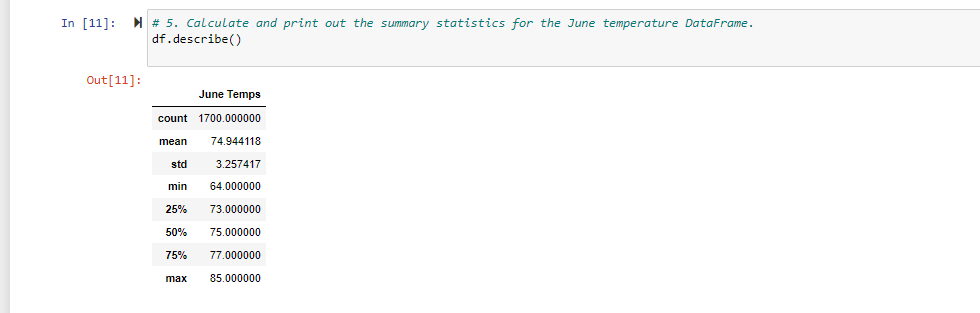 In [11]: # 5. Calculate and print out the summary statistics for the June temperature DataFrame.
df.describe()
Out[11]:
June Temps
count 1700.000000
mean 74.944118
std 3.257417
min 64.000000
25% 73.000000
50% 75.000000
75% 77.000000
max 85.000000